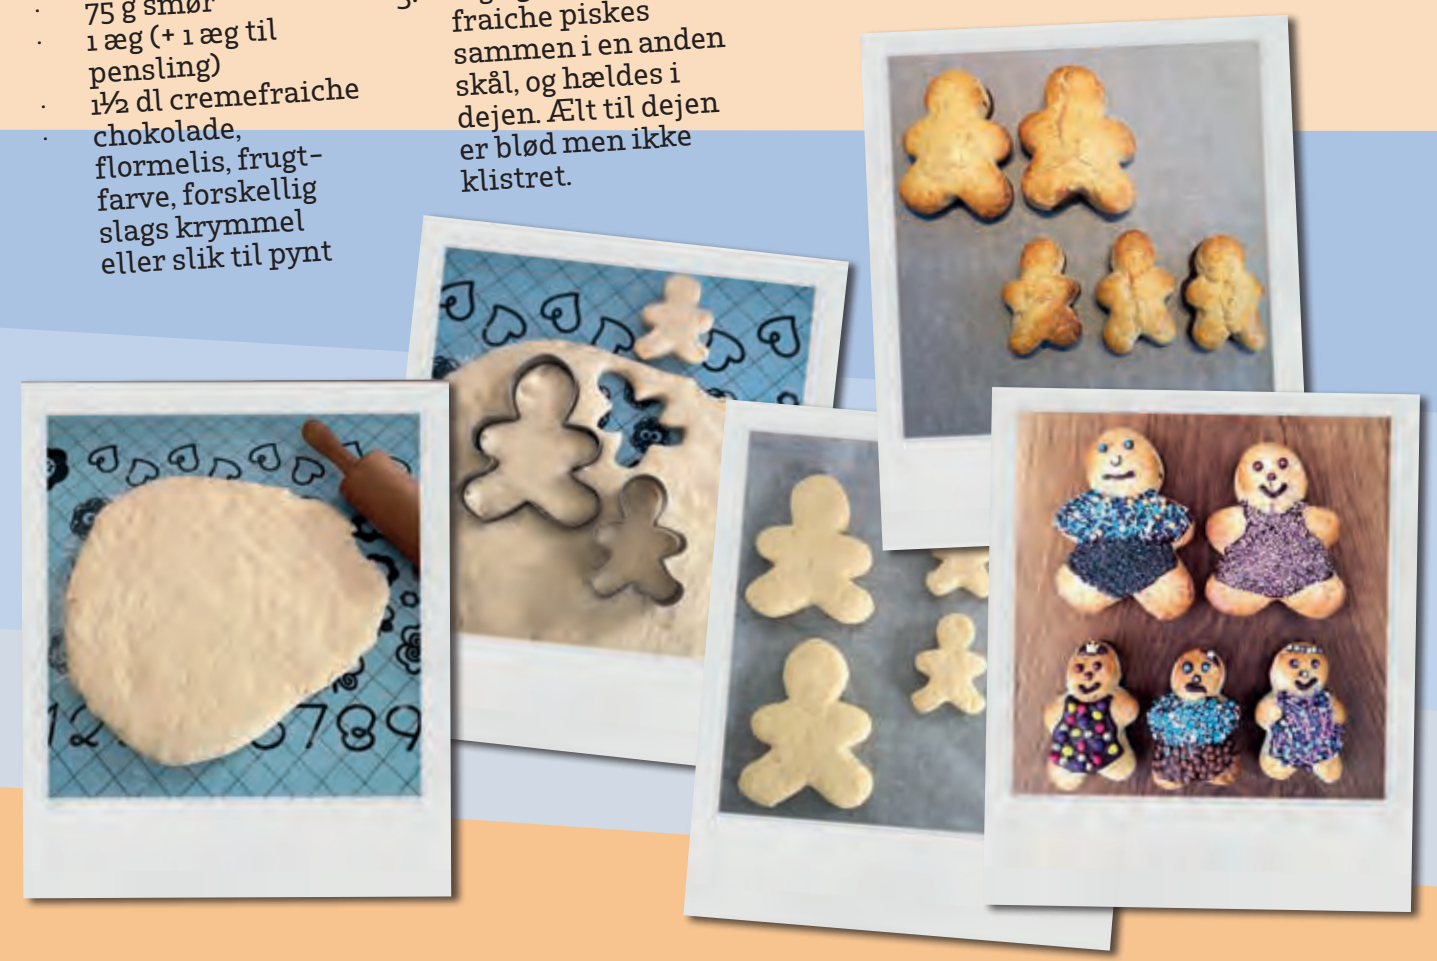 75 g smør
1 æg (+ 1 æg til
pensling)
1½ dl cremefraiche
chokolade,
flormelis, frugt-
farve, forskellig
slags krymmel
eller slik til pynt
fraiche piskes
sammen i en anden
skål, og hældes i
dejen. Ælt til dejen
er blød men ikke
klistret.
789